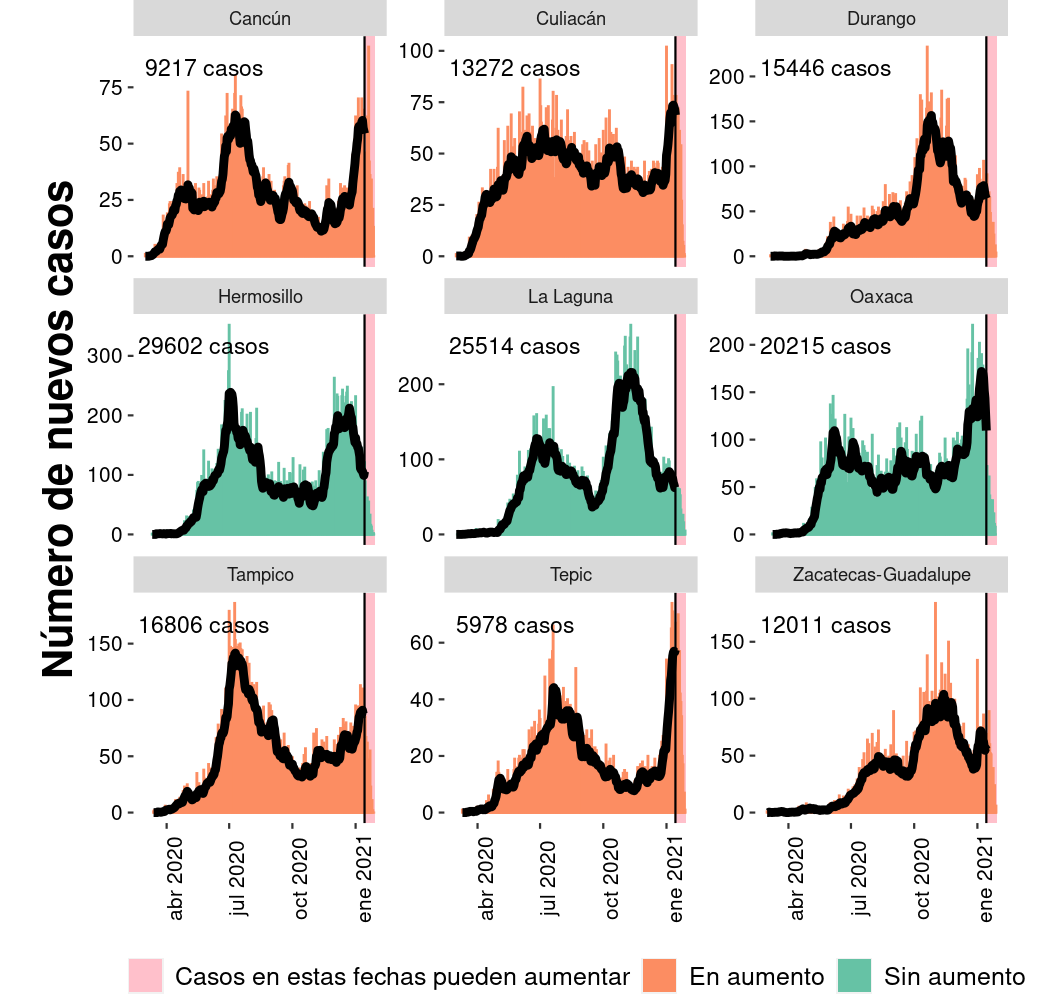 Número de nuevos casos
Cancún
Culiacán
Durango
9217 casos
13272 casos
15446 casos
75
50
25
0
100
75
50
25
0
200
150
100
50
0
Hermosillo
La Laguna
Oaxaca
29602 casos
25514 casos
20215 casos
300
200
100
0
200
100
0
200
150
100
50
0
Tampico
Tepic
Zacatecas-Guadalupe
16806 casos
5978 casos
12011 casos
150
100
50
0
60
40
20
0
150
100
50
0
abr 2020
jul 2020
oct 2020
ene 2021
abr 2020
jul 2020
oct 2020
ene 2021
abr 2020
jul 2020
oct 2020
ene 2021
Casos en estas fechas pueden aumentar
En aumento
Sin aumento